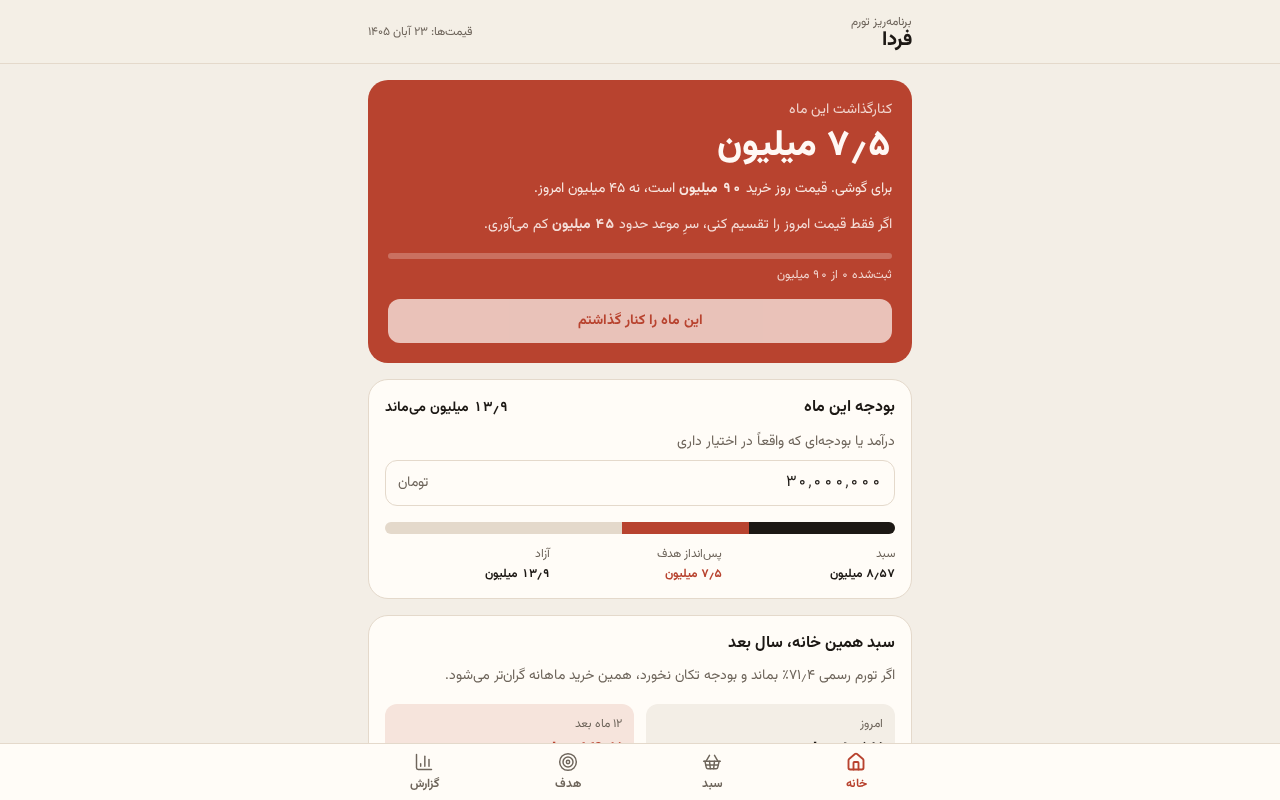 برنامه‌ریز تورم
فردا
قیمت‌ها: ۲۳ آبان ۱۴۰۵
کنارگذاشت این ماه
۷٫۵ میلیون
برای گوشی. قیمت روز خرید ۹۰ میلیون است، نه ۴۵ میلیون امروز.
اگر فقط قیمت امروز را تقسیم کنی، سرِ موعد حدود ۴۵ میلیون کم می‌آوری.
ثبت‌شده ۰ از ۹۰ میلیون
این ماه را کنار گذاشتم
بودجه این ماه
۱۳٫۹ میلیون می‌ماند
درآمد یا بودجه‌ای که واقعاً در اختیار داری
۳۰,۰۰۰,۰۰۰
تومان
سبد
پس‌انداز هدف
آزاد
۸٫۵۷ میلیون
۷٫۵ میلیون
۱۳٫۹ میلیون
سبد همین خانه، سال بعد
اگر تورم رسمی ۷۱٫۴٪ بماند و بودجه تکان نخورد، همین خرید ماهانه گران‌تر می‌شود.
امروز
۱۲ ماه بعد
خانه
سبد
هدف
گزارش